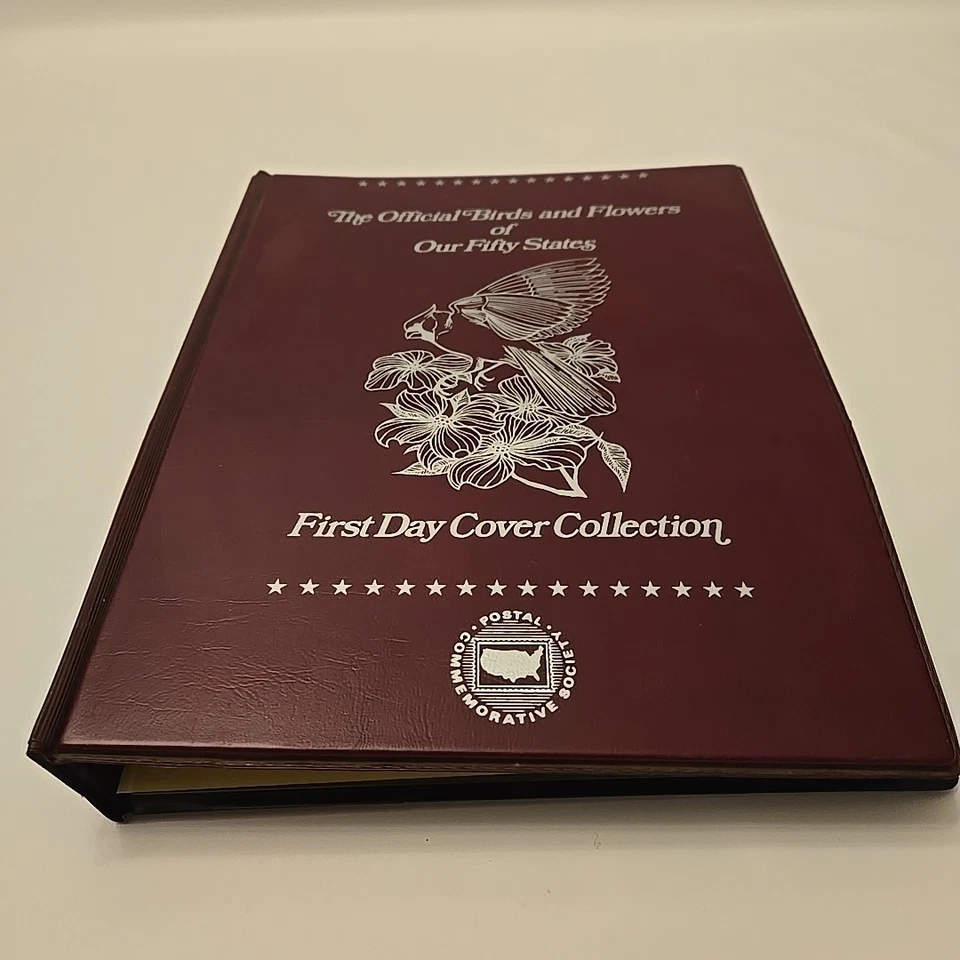 The Official Birds and Flowers
of
Our Fifty States
First Day Cover Collection
· POSTAL ·
COMMEMORATIVE SOCIETY